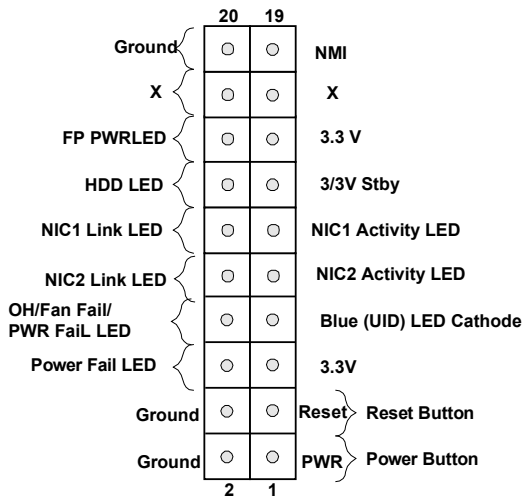 20 19
Ground NMI
X X
FP PWRLED 3.3 V
HDD LED 3/3V Stby
NIC1 Link LED NIC1 Activity LED
NIC2 Link LED NIC2 Activity LED
OH/Fan Fail/
PWR FaiL LED Blue (UID) LED Cathode
Power Fail LED 3.3V
Ground Reset Reset Button
Ground PWR Power Button
2 1